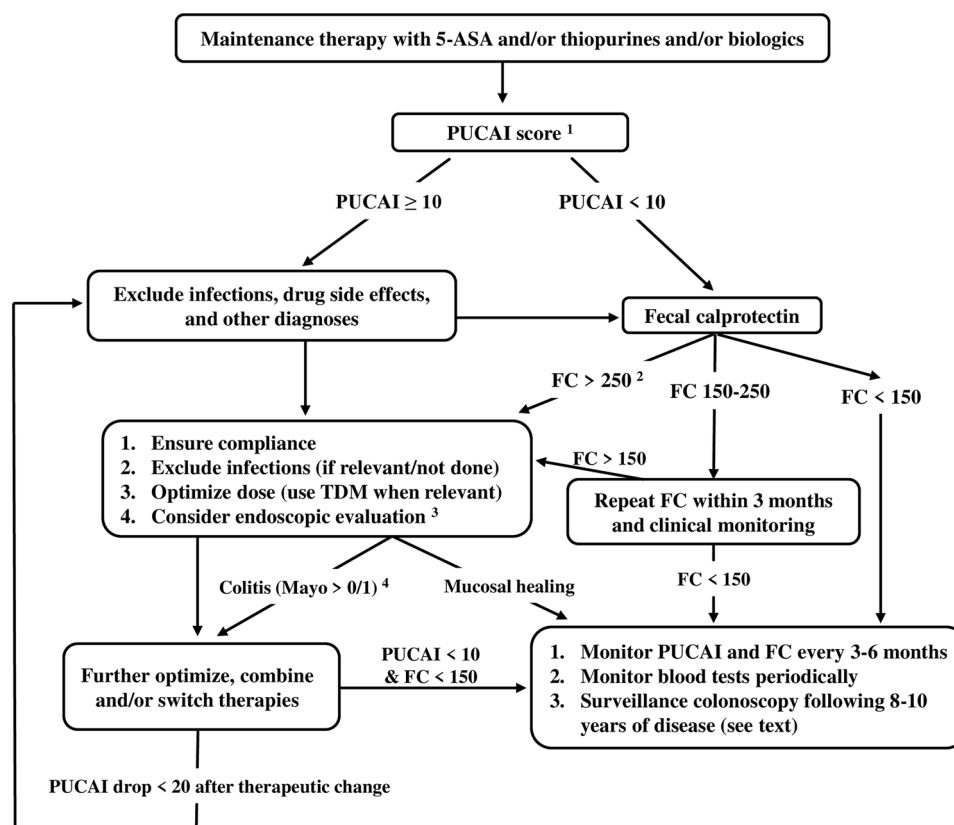 Maintenance therapy with 5-ASA and/or thiopurines and/or biologics
PUCAI score 1
PUCAI ≥ 10
PUCAI < 10
Exclude infections, drug side effects,
and other diagnoses
Fecal calprotectin
FC > 250 2
FC 150-250
FC < 150
1. Ensure compliance
2. Exclude infections (if relevant/not done)
3. Optimize dose (use TDM when relevant)
4. Consider endoscopic evaluation 3
FC > 150
Repeat FC within 3 months
and clinical monitoring
Colitis (Mayo > 0/1) 4
Mucosal healing
FC < 150
Further optimize, combine
and/or switch therapies
PUCAI < 10
& FC < 150
1. Monitor PUCAI and FC every 3-6 months
2. Monitor blood tests periodically
3. Surveillance colonoscopy following 8-10
years of disease (see text)
PUCAI drop < 20 after therapeutic change